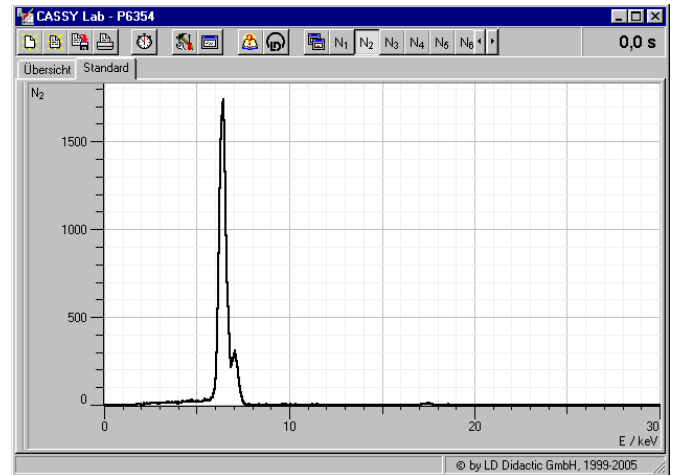 CASSY Lab - P6354
N₁ N₂ N₃ N₄ N₅ N₆ 0,0 s
Übersicht Standard
N₂
1500
1000
500
0
0 10 20 30
E / keV
© by LD Didactic GmbH, 1999-2005